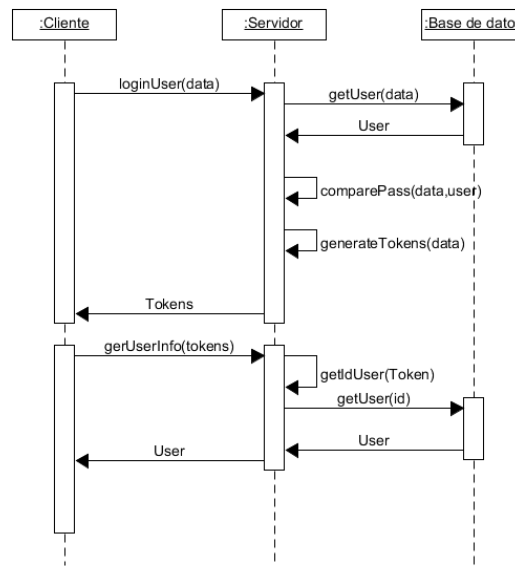 :Cliente
:Servidor
:Base de dato
loginUser(data)
getUser(data)
User
comparePass(data,user)
generateTokens(data)
Tokens
gerUserInfo(tokens)
getIdUser(Token)
getUser(id)
User
User